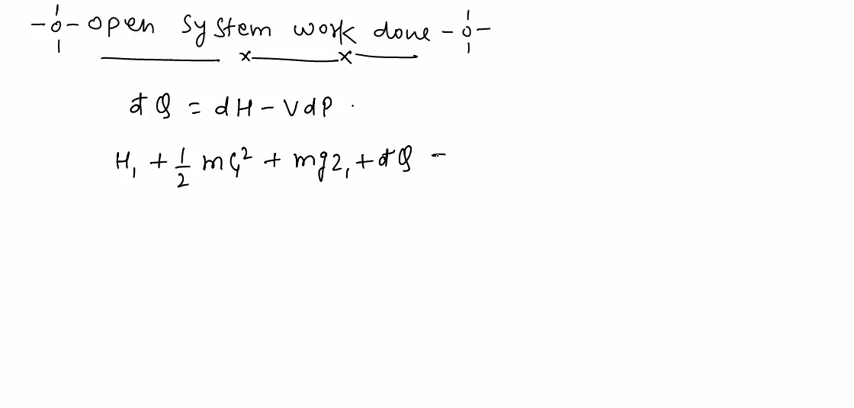 open system work done
đQ = dH - VdP
H₁ + 1/2 mC₁² + mgz₁ + đQ =